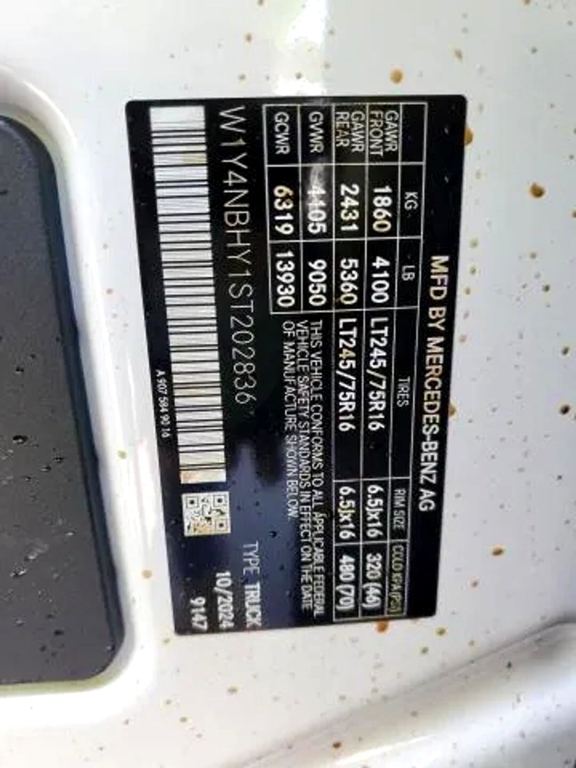 MFD BY MERCEDES-BENZ AG
KG LB TIRES RIM SIZE COLD KPA (PSI)
GAWR FRONT 1860 4100 LT245/75R16 6.5Jx16 320 (46)
GAWR REAR 2431 5360 LT245/75R16 6.5Jx16 480 (70)
GVWR 4105 9050
GCWR 6319 13930
THIS VEHICLE CONFORMS TO ALL APPLICABLE FEDERAL
VEHICLE SAFETY STANDARDS IN EFFECT ON THE DATE
OF MANUFACTURE SHOWN BELOW.
W1Y4NBHY1ST202836
TYPE TRUCK
10/2024
9147
A 907 584 90 16